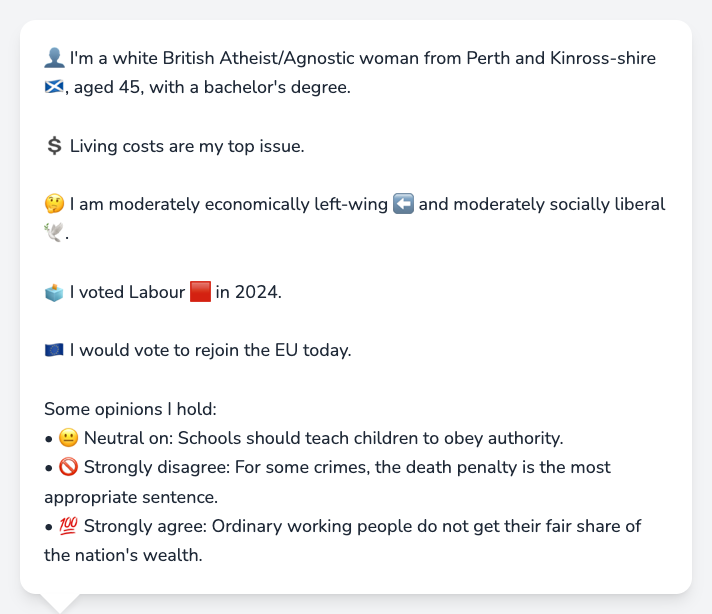 👤 I'm a white British Atheist/Agnostic woman from Perth and Kinross-shire
🏴󠁧󠁢󠁳󠁣󠁴󠁿, aged 45, with a bachelor's degree.
💲 Living costs are my top issue.
🤔 I am moderately economically left-wing ⬅️ and moderately socially liberal
🕊️.
🗳️ I voted Labour 🟥 in 2024.
🇪🇺 I would vote to rejoin the EU today.
Some opinions I hold:
• 😐 Neutral on: Schools should teach children to obey authority.
• 🚫 Strongly disagree: For some crimes, the death penalty is the most
appropriate sentence.
• 💯 Strongly agree: Ordinary working people do not get their fair share of
the nation's wealth.